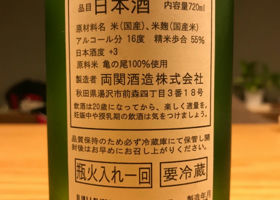 品目 日本酒 内容量720ml
原材料名 米(国産)、米麹(国産米)
アルコール分 16度 精米歩合 55%
日本酒度 +3
原料米 亀の尾100%使用
製造者 両関酒造株式会社
秋田県湯沢市前森四丁目3番18号
飲酒は20歳になってから。楽しく適量を。
妊娠中や授乳期の飲酒は気をつけましょう。
品質保持のため必ず冷蔵庫にて保管し開
封後はお早めにお召し上がりください。
瓶火入れ一回 要冷蔵
製造年月